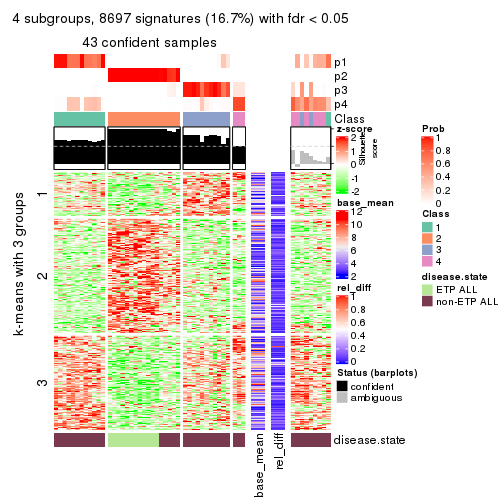 4 subgroups, 8697 signatures (16.7%) with fdr < 0.05
43 confident samples
p1
p2
p3
p4
Class
Silhouette
score
1
2
3
k-means with 3 groups
base_mean
rel_diff
disease.state
z-score
2
1
0
-1
-2
base_mean
12
10
8
6
4
2
rel_diff
1
0.8
0.6
0.4
0.2
0
Status (barplots)
confident
ambiguous
Prob
1
0.8
0.6
0.4
0.2
0
Class
1
2
3
4
disease.state
ETP ALL
non-ETP ALL